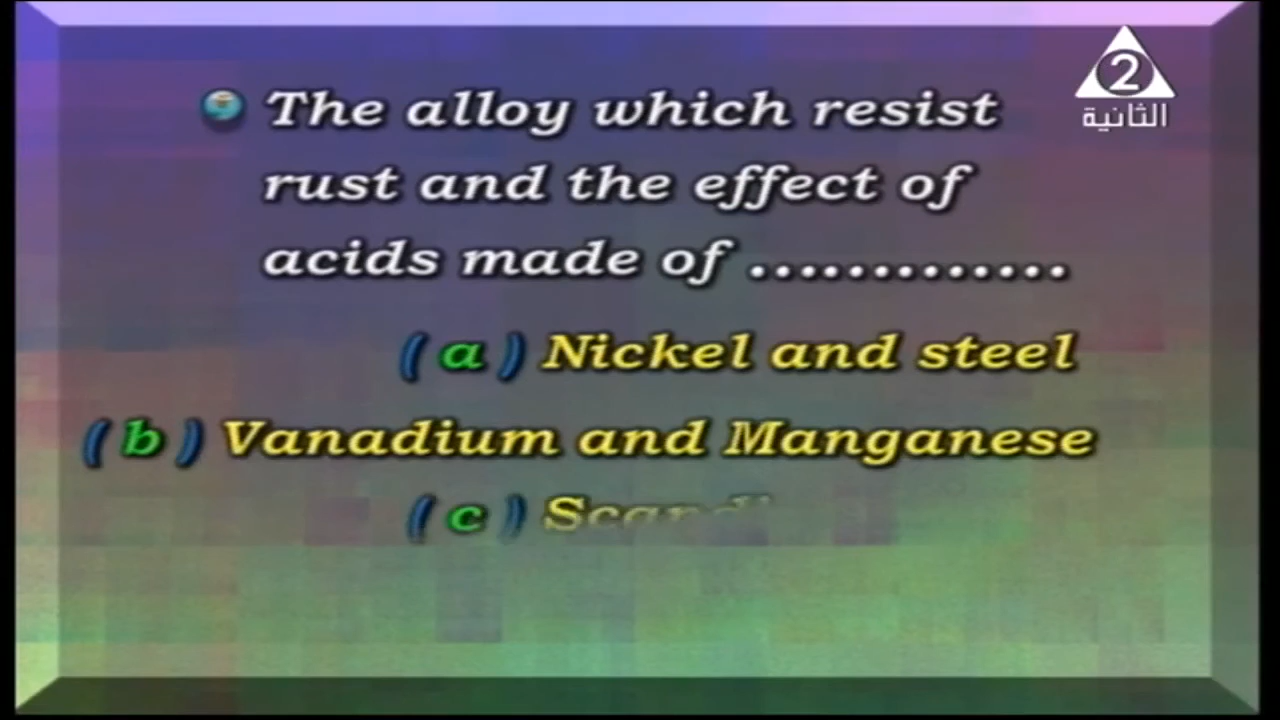 The alloy which resist
rust and the effect of
acids made of .............
(a) Nickel and steel
(b) Vanadium and Manganese
(c)
2
الثانية